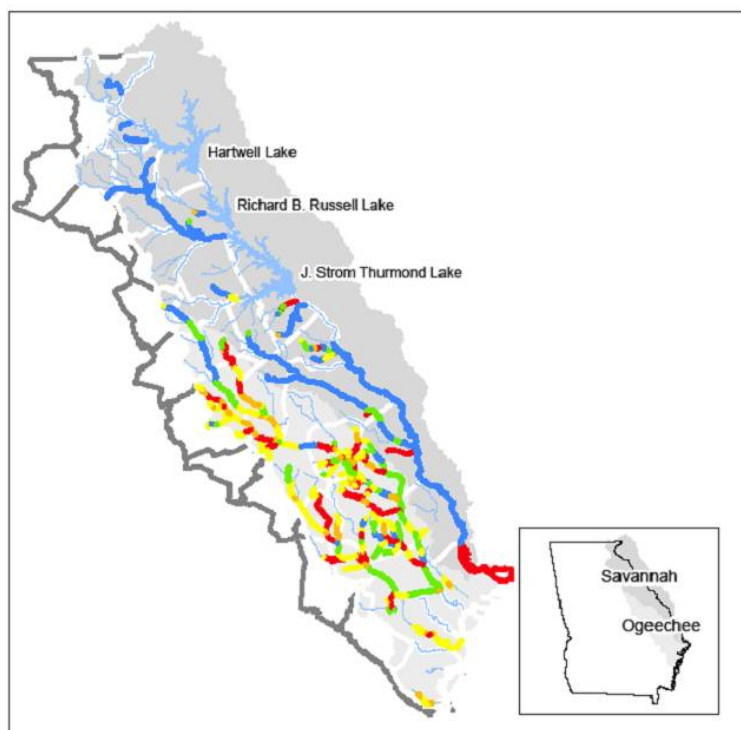 Hartwell Lake
Richard B. Russell Lake
J. Strom Thurmond Lake
Savannah
Ogeechee